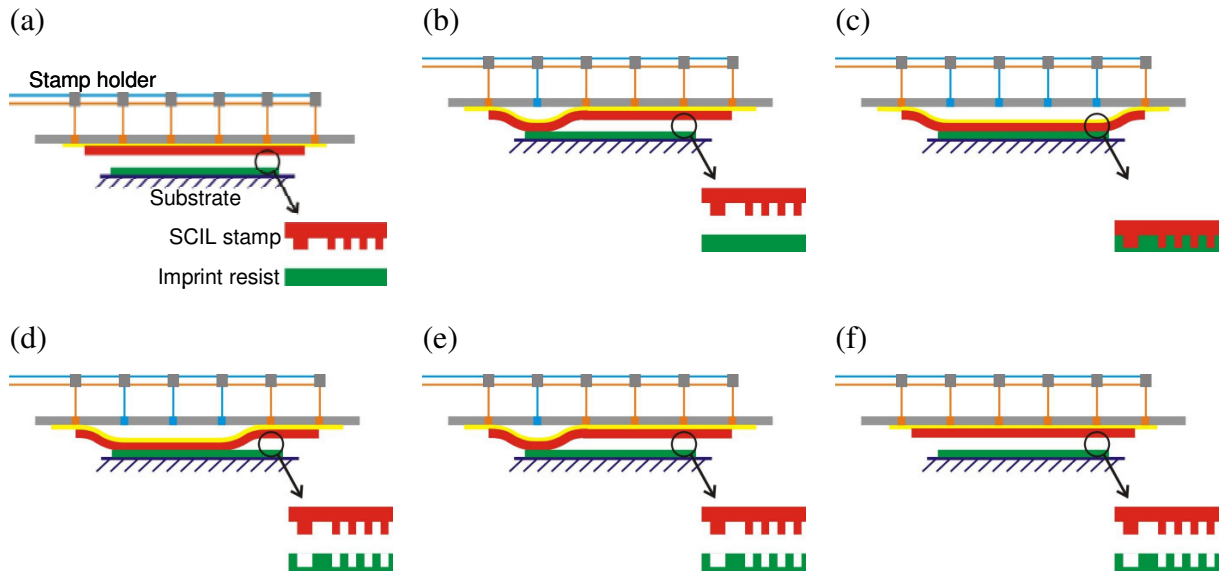 (a)
(b)
(c)
Stamp holder
Substrate
SCIL stamp
Imprint resist
(d)
(e)
(f)